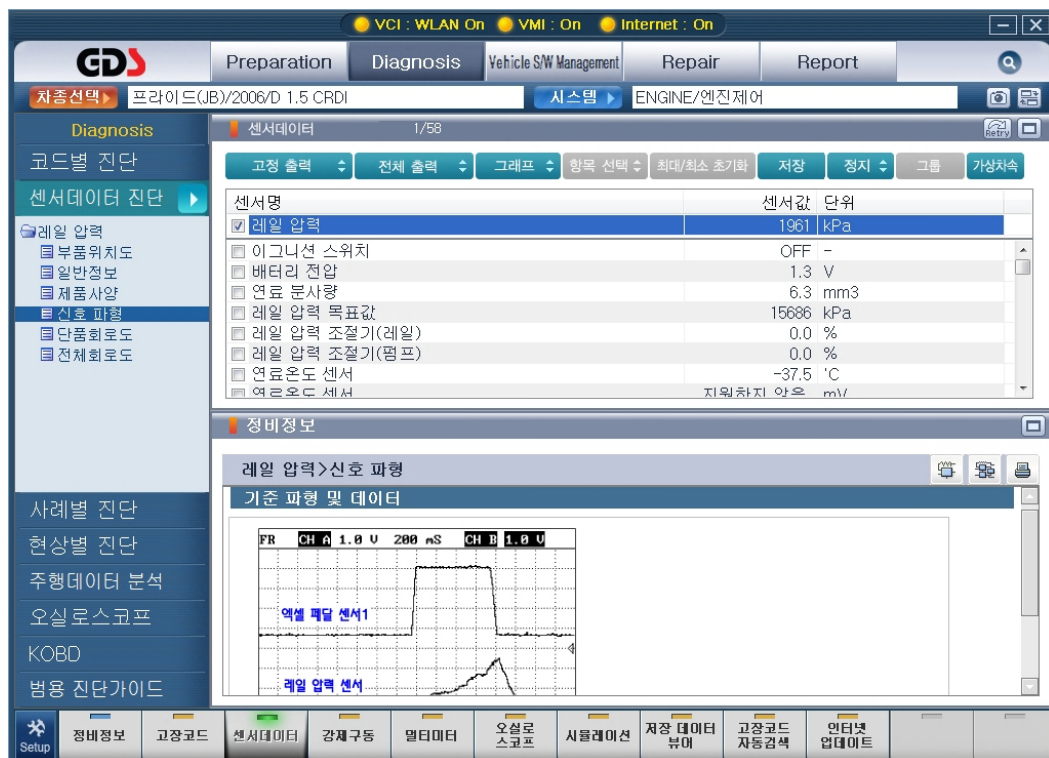 VCI : WLAN On VMI : On Internet : On
GDS Preparation Diagnosis Vehicle S/W Management Repair Report
차종선택 프라이드(JB)/2006/D 1.5 CRDI 시스템 ENGINE/엔진제어
Diagnosis
코드별 진단
센서데이터 진단
레일 압력
부품위치도
일반정보
제품사양
신호 파형
단품회로도
전체회로도
사례별 진단
현상별 진단
주행데이터 분석
오실로스코프
KOBD
범용 진단가이드
센서데이터 1/58 Retry
고정 출력 전체 출력 그래프 항목 선택 최대/최소 초기화 저장 정지 그룹 가상차속
센서명 센서값 단위
레일 압력 1961 kPa
이그니션 스위치 OFF -
배터리 전압 1.3 V
연료 분사량 6.3 mm3
레일 압력 목표값 15686 kPa
레일 압력 조절기(레일) 0.0 %
레일 압력 조절기(펌프) 0.0 %
연료온도 센서 -37.5 'C
연료온도 센서 지원하지 않음 mV
정비정보
레일 압력>신호 파형
기준 파형 및 데이터
FR CH A 1.0 V 200 mS CH B 1.0 V
엑셀 페달 센서1
레일 압력 센서
Setup 정비정보 고장코드 센서데이터 강제구동 멀티미터 오실로스코프 시뮬레이션 저장 데이터 뷰어 고장코드 자동검색 인터넷 업데이트